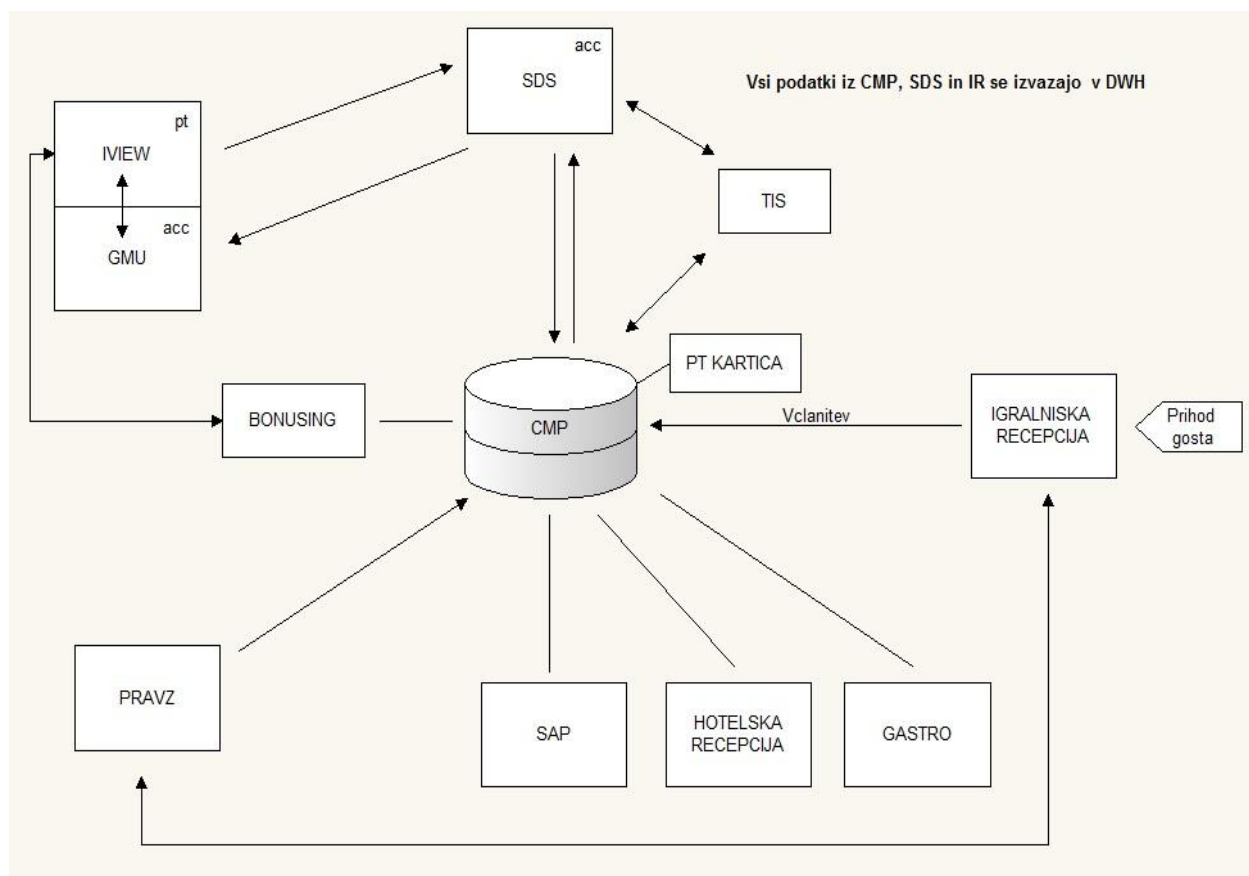 acc
SDS
Vsi podatki iz CMP, SDS in IR se izvazajo v DWH
pt
IVIEW
acc
GMU
TIS
PT KARTICA
BONUSING
CMP
Vclanitev
IGRALNISKA
RECEPCIJA
Prihod
gosta
PRAVZ
SAP
HOTELSKA
RECEPCIJA
GASTRO